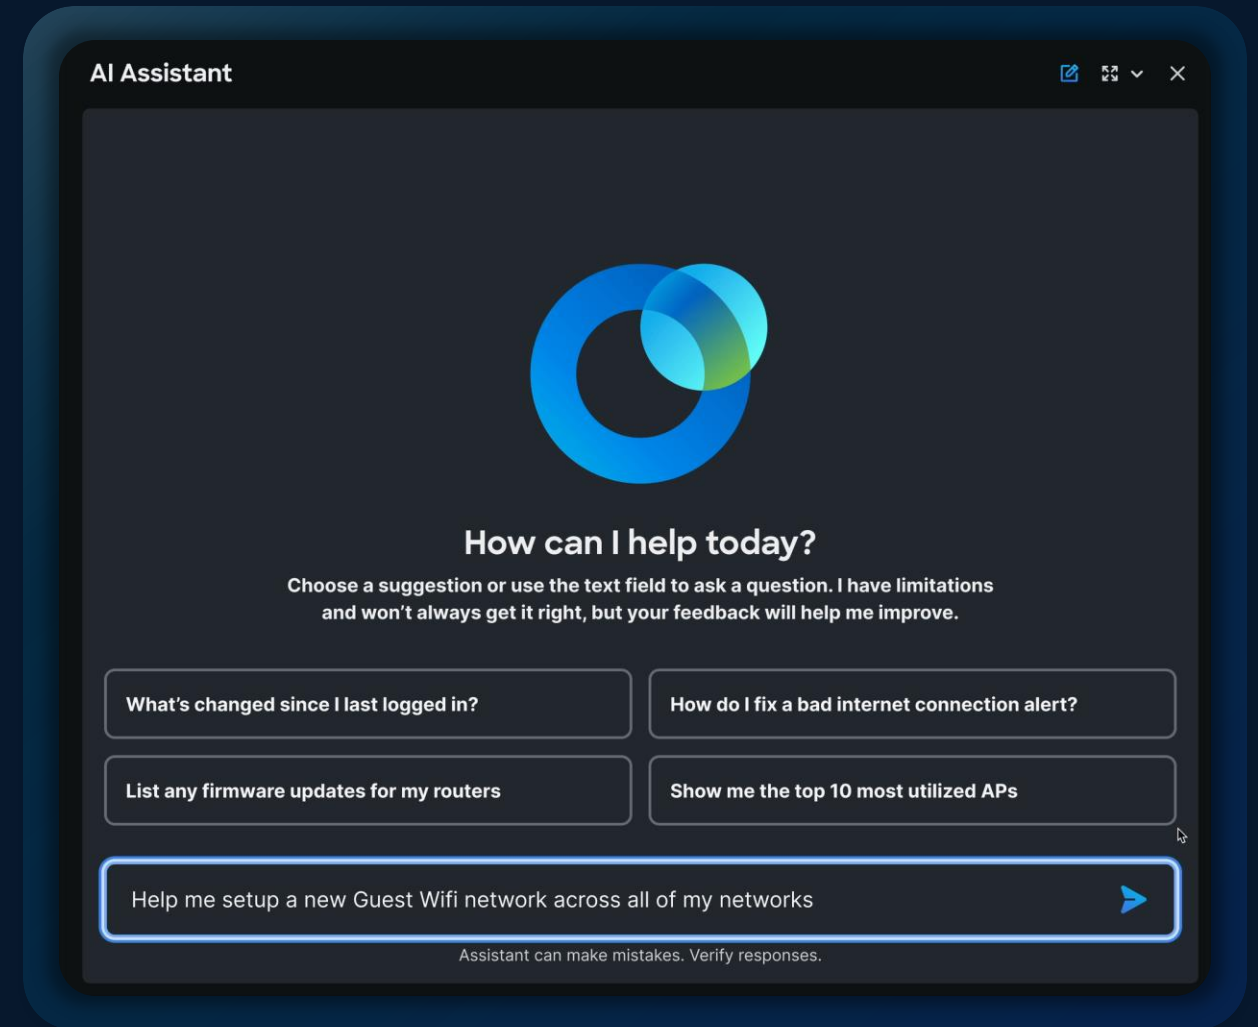 AI Assistant
How can I help today?
Choose a suggestion or use the text field to ask a question. I have limitations
and won’t always get it right, but your feedback will help me improve.
What’s changed since I last logged in?
How do I fix a bad internet connection alert?
List any firmware updates for my routers
Show me the top 10 most utilized APs
Help me setup a new Guest Wifi network across all of my networks
Assistant can make mistakes. Verify responses.